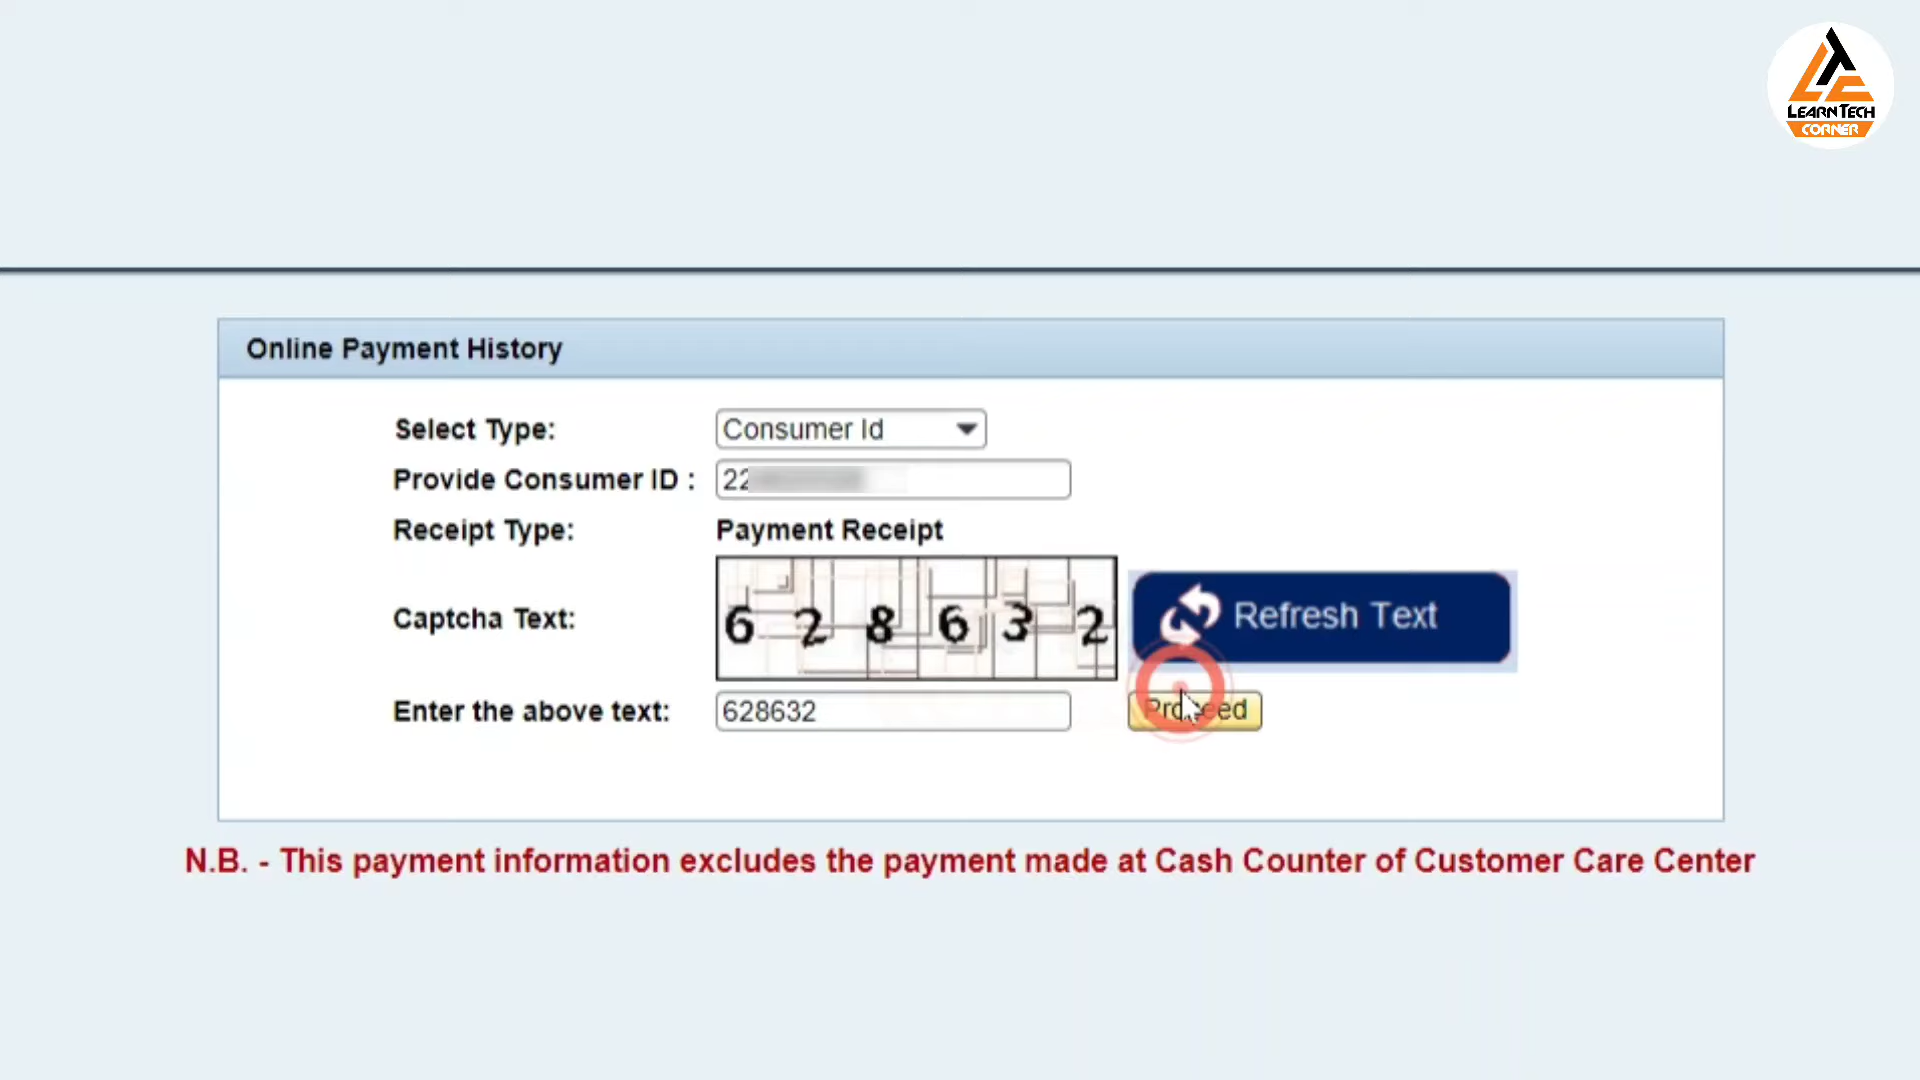 LEARN TECH
CORNER
Online Payment History
Select Type: Consumer Id
Provide Consumer ID : 22
Receipt Type: Payment Receipt
Captcha Text: 6 2 8 6 3 2 Refresh Text
Enter the above text: 628632 Proceed
N.B. - This payment information excludes the payment made at Cash Counter of Customer Care Center